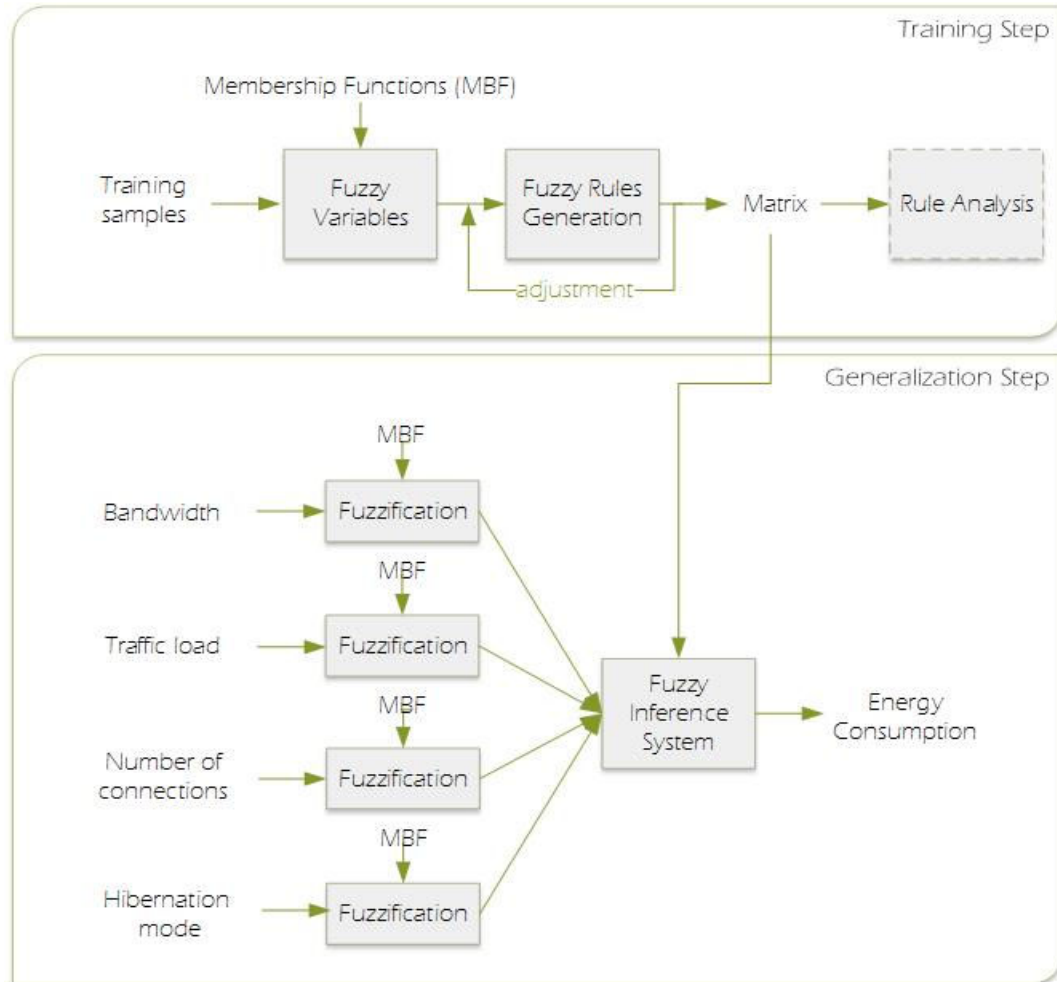 Training Step
Membership Functions (MBF)
Training
samples
Fuzzy
Variables
Fuzzy Rules
Generation
Matrix
Rule Analysis
adjustment
Generalization Step
MBF
Bandwidth
Fuzzification
MBF
Traffic load
Fuzzification
MBF
Number of
connections
Fuzzification
MBF
Hibernation
mode
Fuzzification
Fuzzy
Inference
System
Energy
Consumption